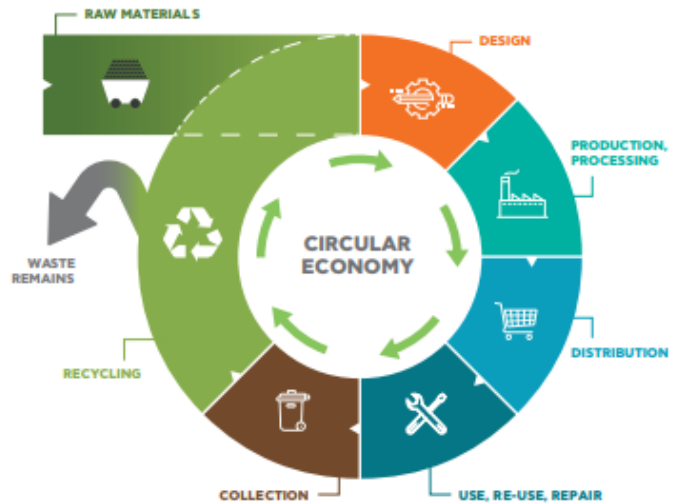 RAW MATERIALS
DESIGN
PRODUCTION,
PROCESSING
CIRCULAR
ECONOMY
WASTE
REMAINS
DISTRIBUTION
RECYCLING
COLLECTION
USE, RE-USE, REPAIR